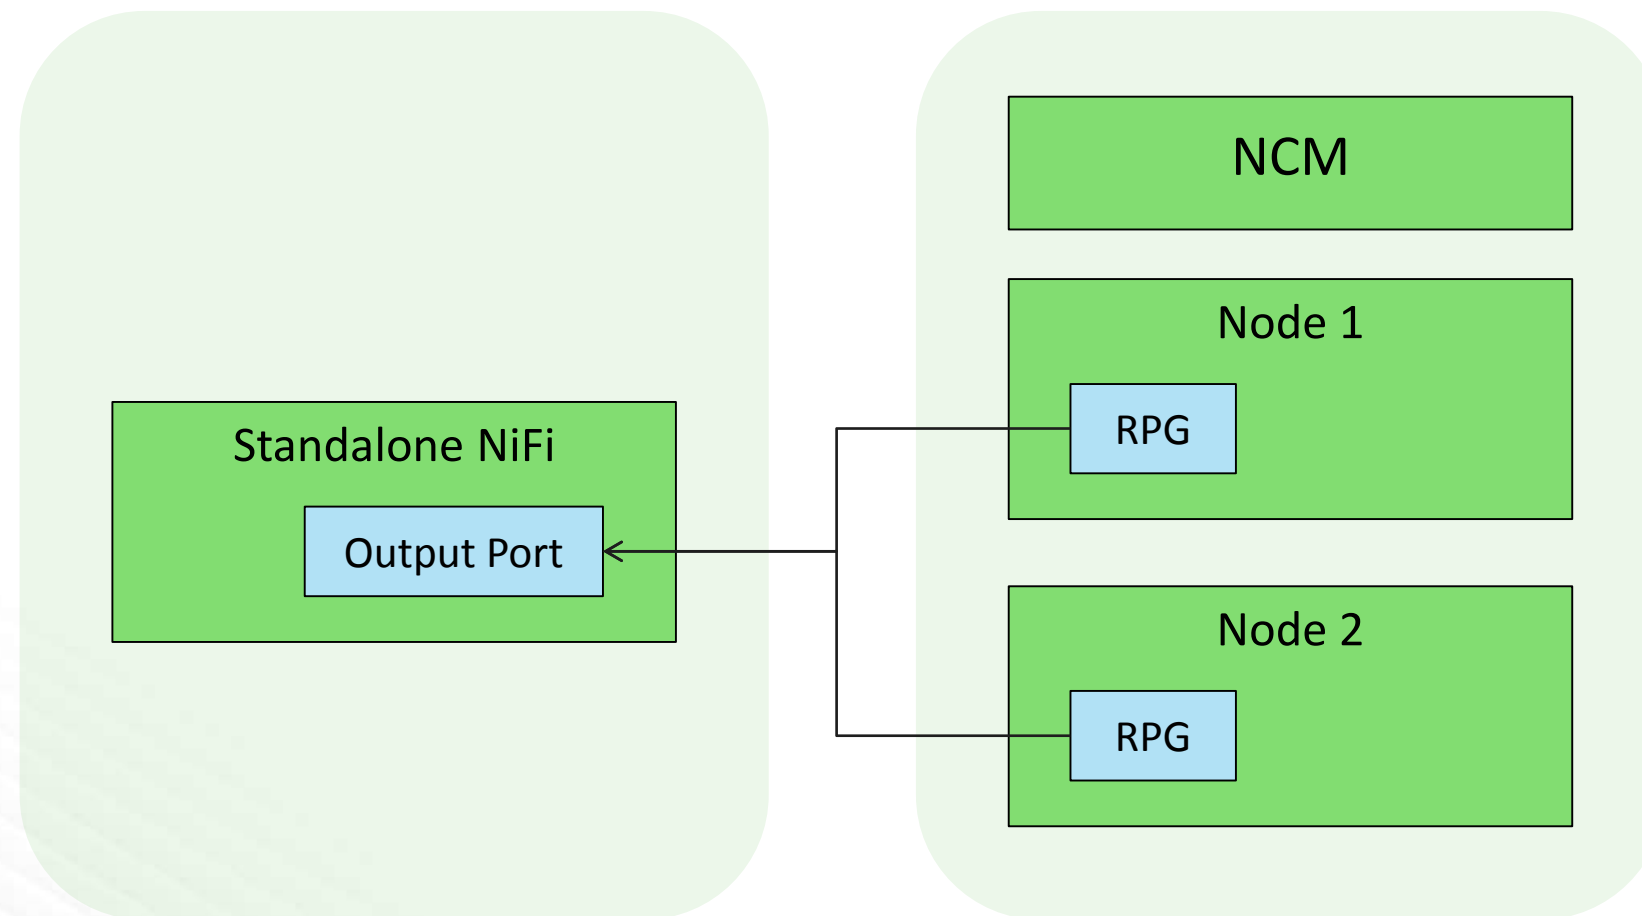 Standalone NiFi
Output Port
NCM
Node 1
RPG
Node 2
RPG